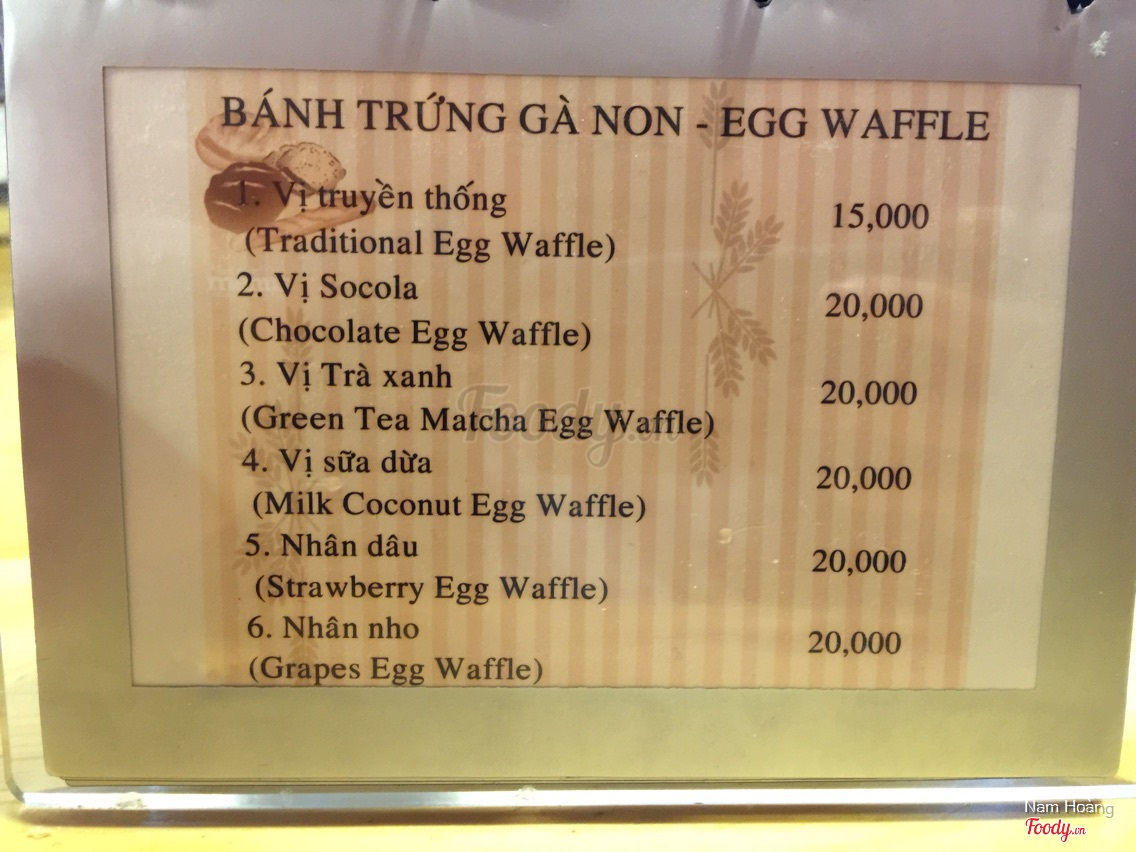 BÁNH TRỨNG GÀ NON - EGG WAFFLE
1. Vị truyền thống 15,000
(Traditional Egg Waffle)
2. Vị Socola 20,000
(Chocolate Egg Waffle)
3. Vị Trà xanh 20,000
(Green Tea Matcha Egg Waffle)
4. Vị sữa dừa 20,000
(Milk Coconut Egg Waffle)
5. Nhân dâu 20,000
(Strawberry Egg Waffle)
6. Nhân nho 20,000
(Grapes Egg Waffle)
Foody.vn
Nam Hoàng
Foody.vn